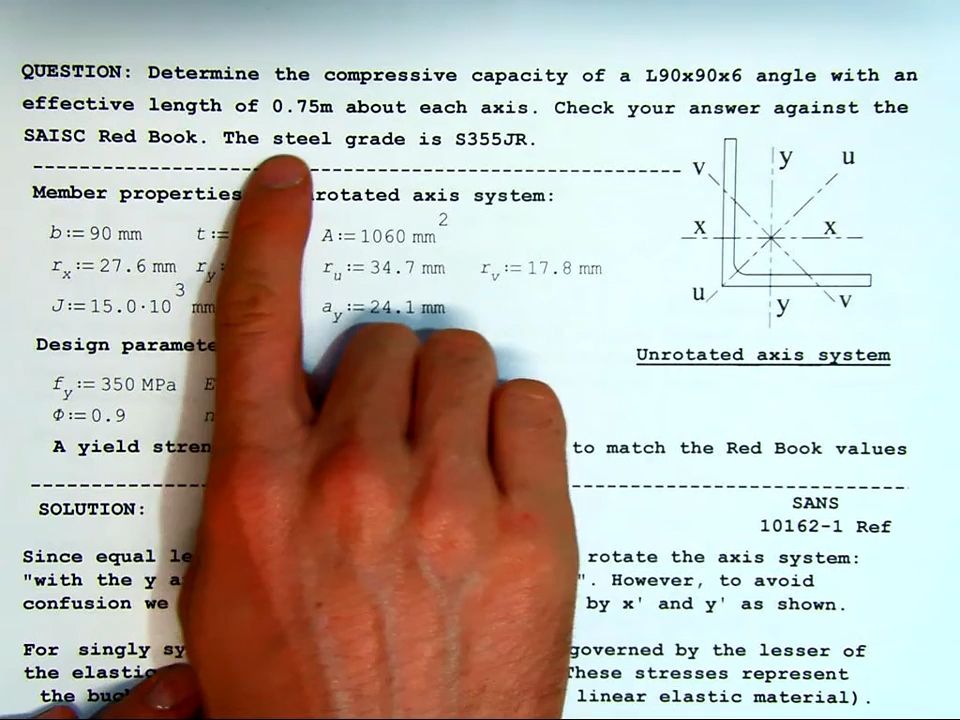 QUESTION: Determine the compressive capacity of a L90x90x6 angle with an
effective length of 0.75m about each axis. Check your answer against the
SAISC Red Book. The steel grade is S355JR.
Member properties rotated axis system:
b:= 90 mm t:= A:= 1060 mm²
r_x:= 27.6 mm r_y: r_u:= 34.7 mm r_v:= 17.8 mm
J:= 15.0·10³ mm a_y:= 24.1 mm
v y u
x x
u y v
Unrotated axis system
Design paramete
f_y:= 350 MPa E
Φ:= 0.9 n
A yield stren to match the Red Book values
SOLUTION:
SANS
10162-1 Ref
Since equal le rotate the axis system:
"with the y a ". However, to avoid
confusion we by x' and y' as shown.
For singly sy governed by the lesser of
the elastic These stresses represent
the buc linear elastic material).